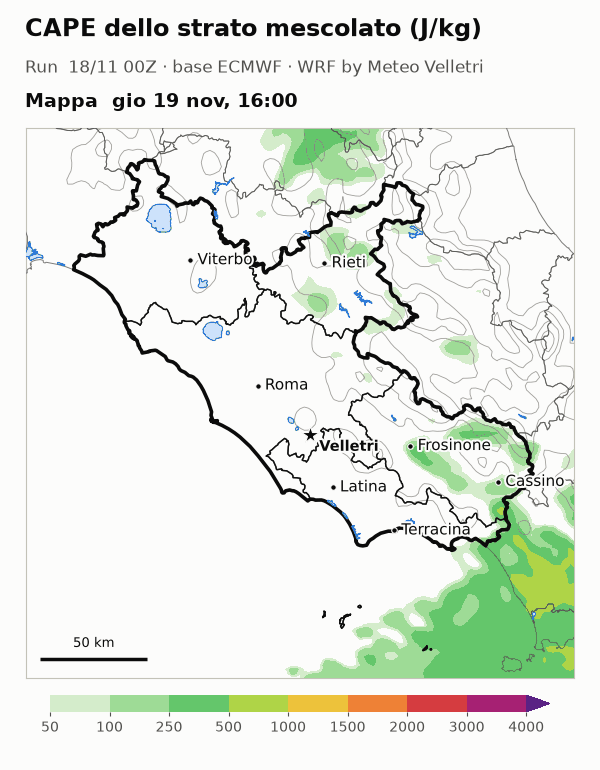 CAPE dello strato mescolato (J/kg)
Run  18/11 00Z · base ECMWF · WRF by Meteo Velletri
Mappa  gio 19 nov, 16:00
Viterbo
Rieti
Roma
Velletri
Frosinone
Latina
Cassino
Terracina
50 km
50 100 250 500 1000 1500 2000 3000 4000